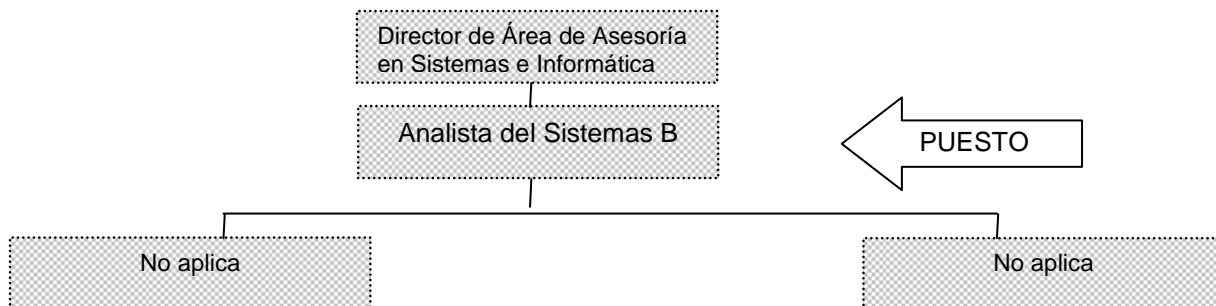 Director de Área de Asesoría
en Sistemas e Informática
Analista del Sistemas B
PUESTO
No aplica
No aplica